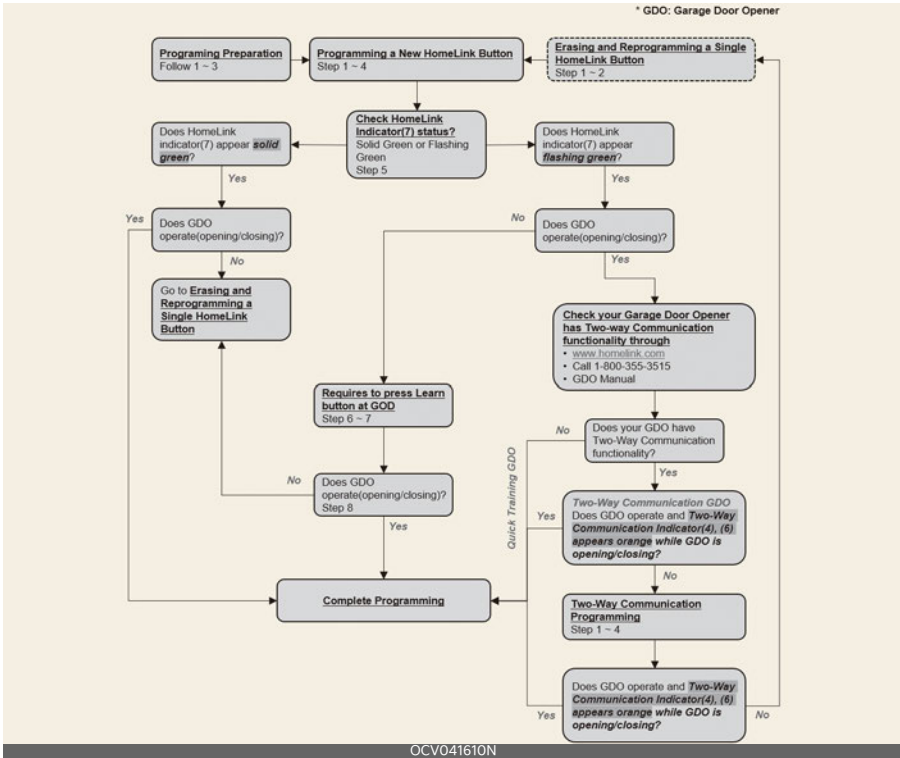 * GDO: Garage Door Opener
Programing Preparation
Follow 1 ~ 3
Programming a New HomeLink Button
Step 1 ~ 4
Erasing and Reprogramming a Single
HomeLink Button
Step 1 ~ 2
Does HomeLink
indicator(7) appear solid
green?
Check HomeLink
Indicator(7) status?
Solid Green or Flashing
Green
Step 5
Does HomeLink
indicator(7) appear
flashing green?
Yes
Yes
Yes
Does GDO
operate(opening/closing)?
No
Does GDO
operate(opening/closing)?
No
Yes
Go to Erasing and
Reprogramming a
Single HomeLink
Button
Check your Garage Door Opener
has Two-way Communication
functionality through
• www.homelink.com
• Call 1-800-355-3515
• GDO Manual
Requires to press Learn
button at GOD
Step 6 ~ 7
No
Does your GDO have
Two-Way Communication
functionality?
Yes
Quick Training GDO
No
Does GDO
operate(opening/closing)?
Step 8
Yes
Yes
Two-Way Communication GDO
Does GDO operate and Two-Way
Communication Indicator(4), (6)
appears orange while GDO is
opening/closing?
No
Complete Programming
Two-Way Communication
Programming
Step 1 ~ 4
Does GDO operate and Two-Way
Communication Indicator(4), (6)
appears orange while GDO is
opening/closing?
Yes
No
OCV041610N